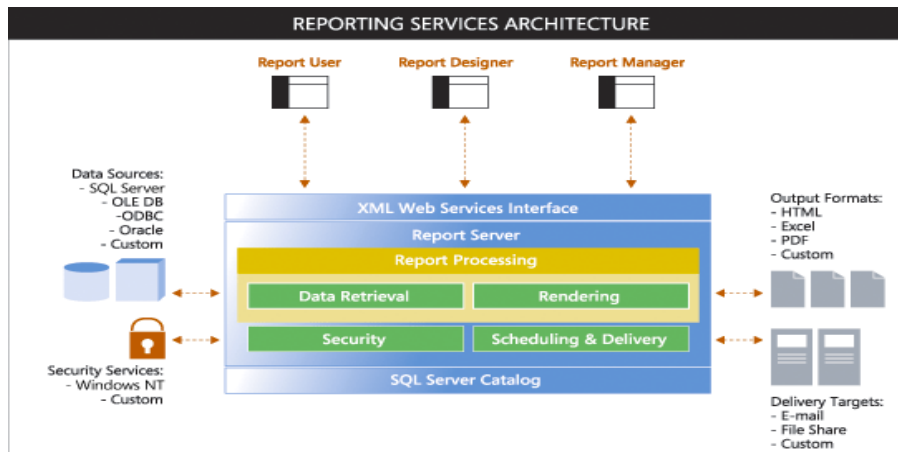 REPORTING SERVICES ARCHITECTURE
Report User
Report Designer
Report Manager
Data Sources:
- SQL Server
- OLE DB
-ODBC
- Oracle
- Custom
XML Web Services Interface
Report Server
Report Processing
Data Retrieval
Rendering
Security
Scheduling & Delivery
SQL Server Catalog
Output Formats:
- HTML
- Excel
- PDF
- Custom
Security Services:
- Windows NT
- Custom
Delivery Targets:
- E-mail
- File Share
- Custom